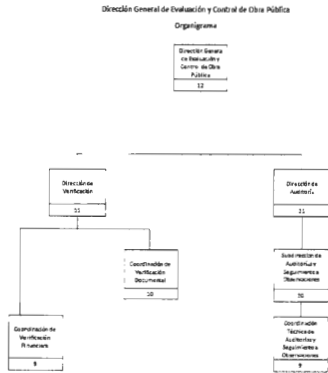 Dirección General de Evaluación y Control de Obra Pública
Organigrama
Dirección General
de Evaluación y
Control de Obra
Pública
12
Dirección de
Verificación
11
Dirección de
Auditoría
11
Coordinación de
Verificación
Documental
10
Subdirección de
Auditorías y
Seguimiento a
Observaciones
10
Coordinación de
Verificación
Financiera
9
Coordinación
Técnica de
Auditorías y
Seguimiento a
Observaciones
9